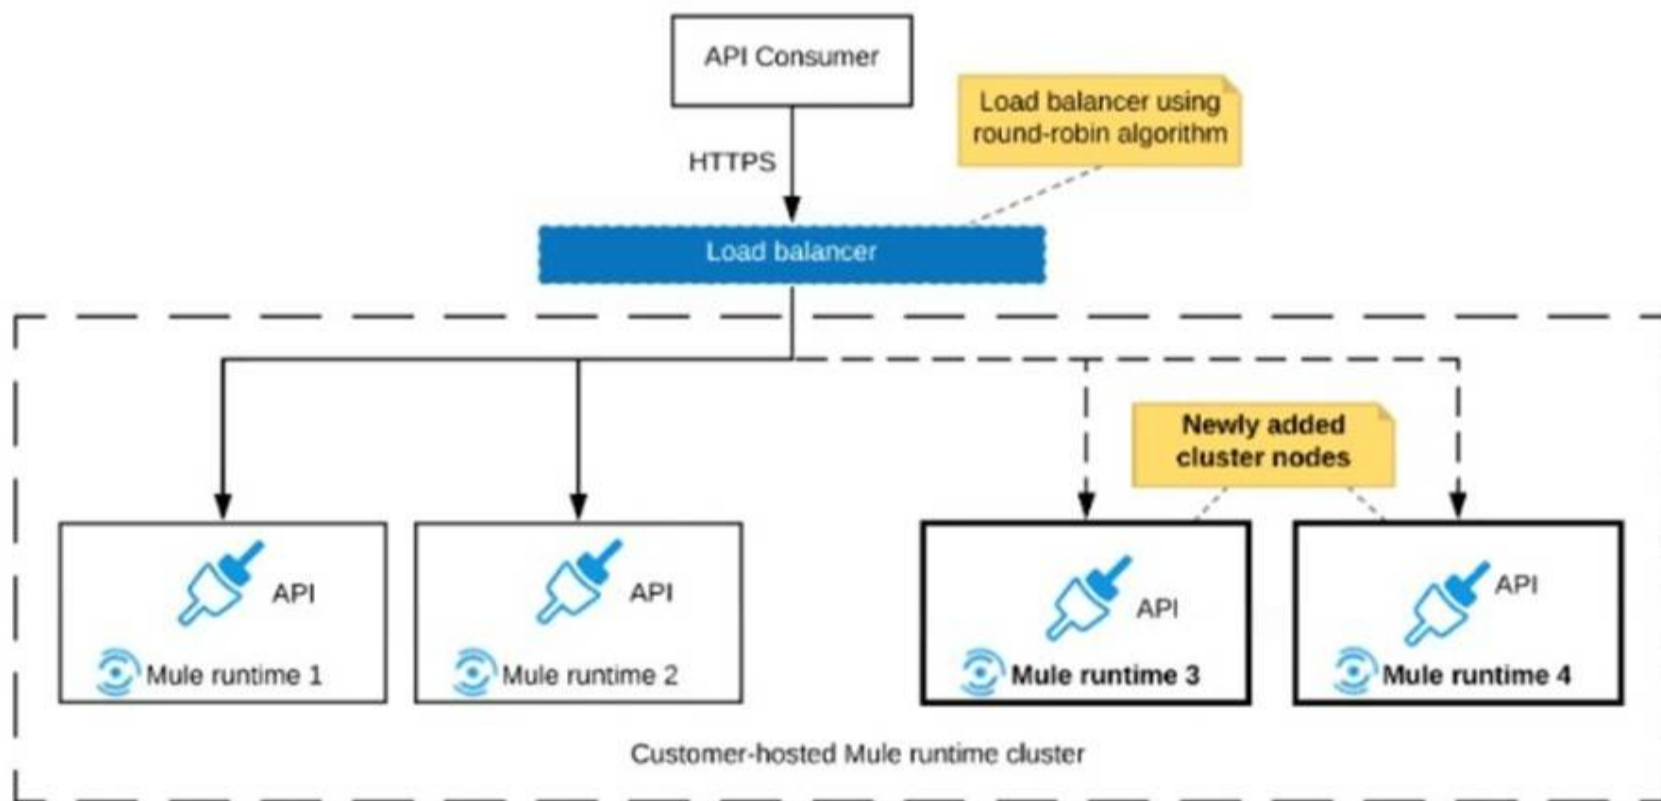 API Consumer
Load balancer using
round-robin algorithm
HTTPS
Load balancer
Newly added
cluster nodes
API
Mule runtime 1
API
Mule runtime 2
API
Mule runtime 3
API
Mule runtime 4
Customer-hosted Mule runtime cluster